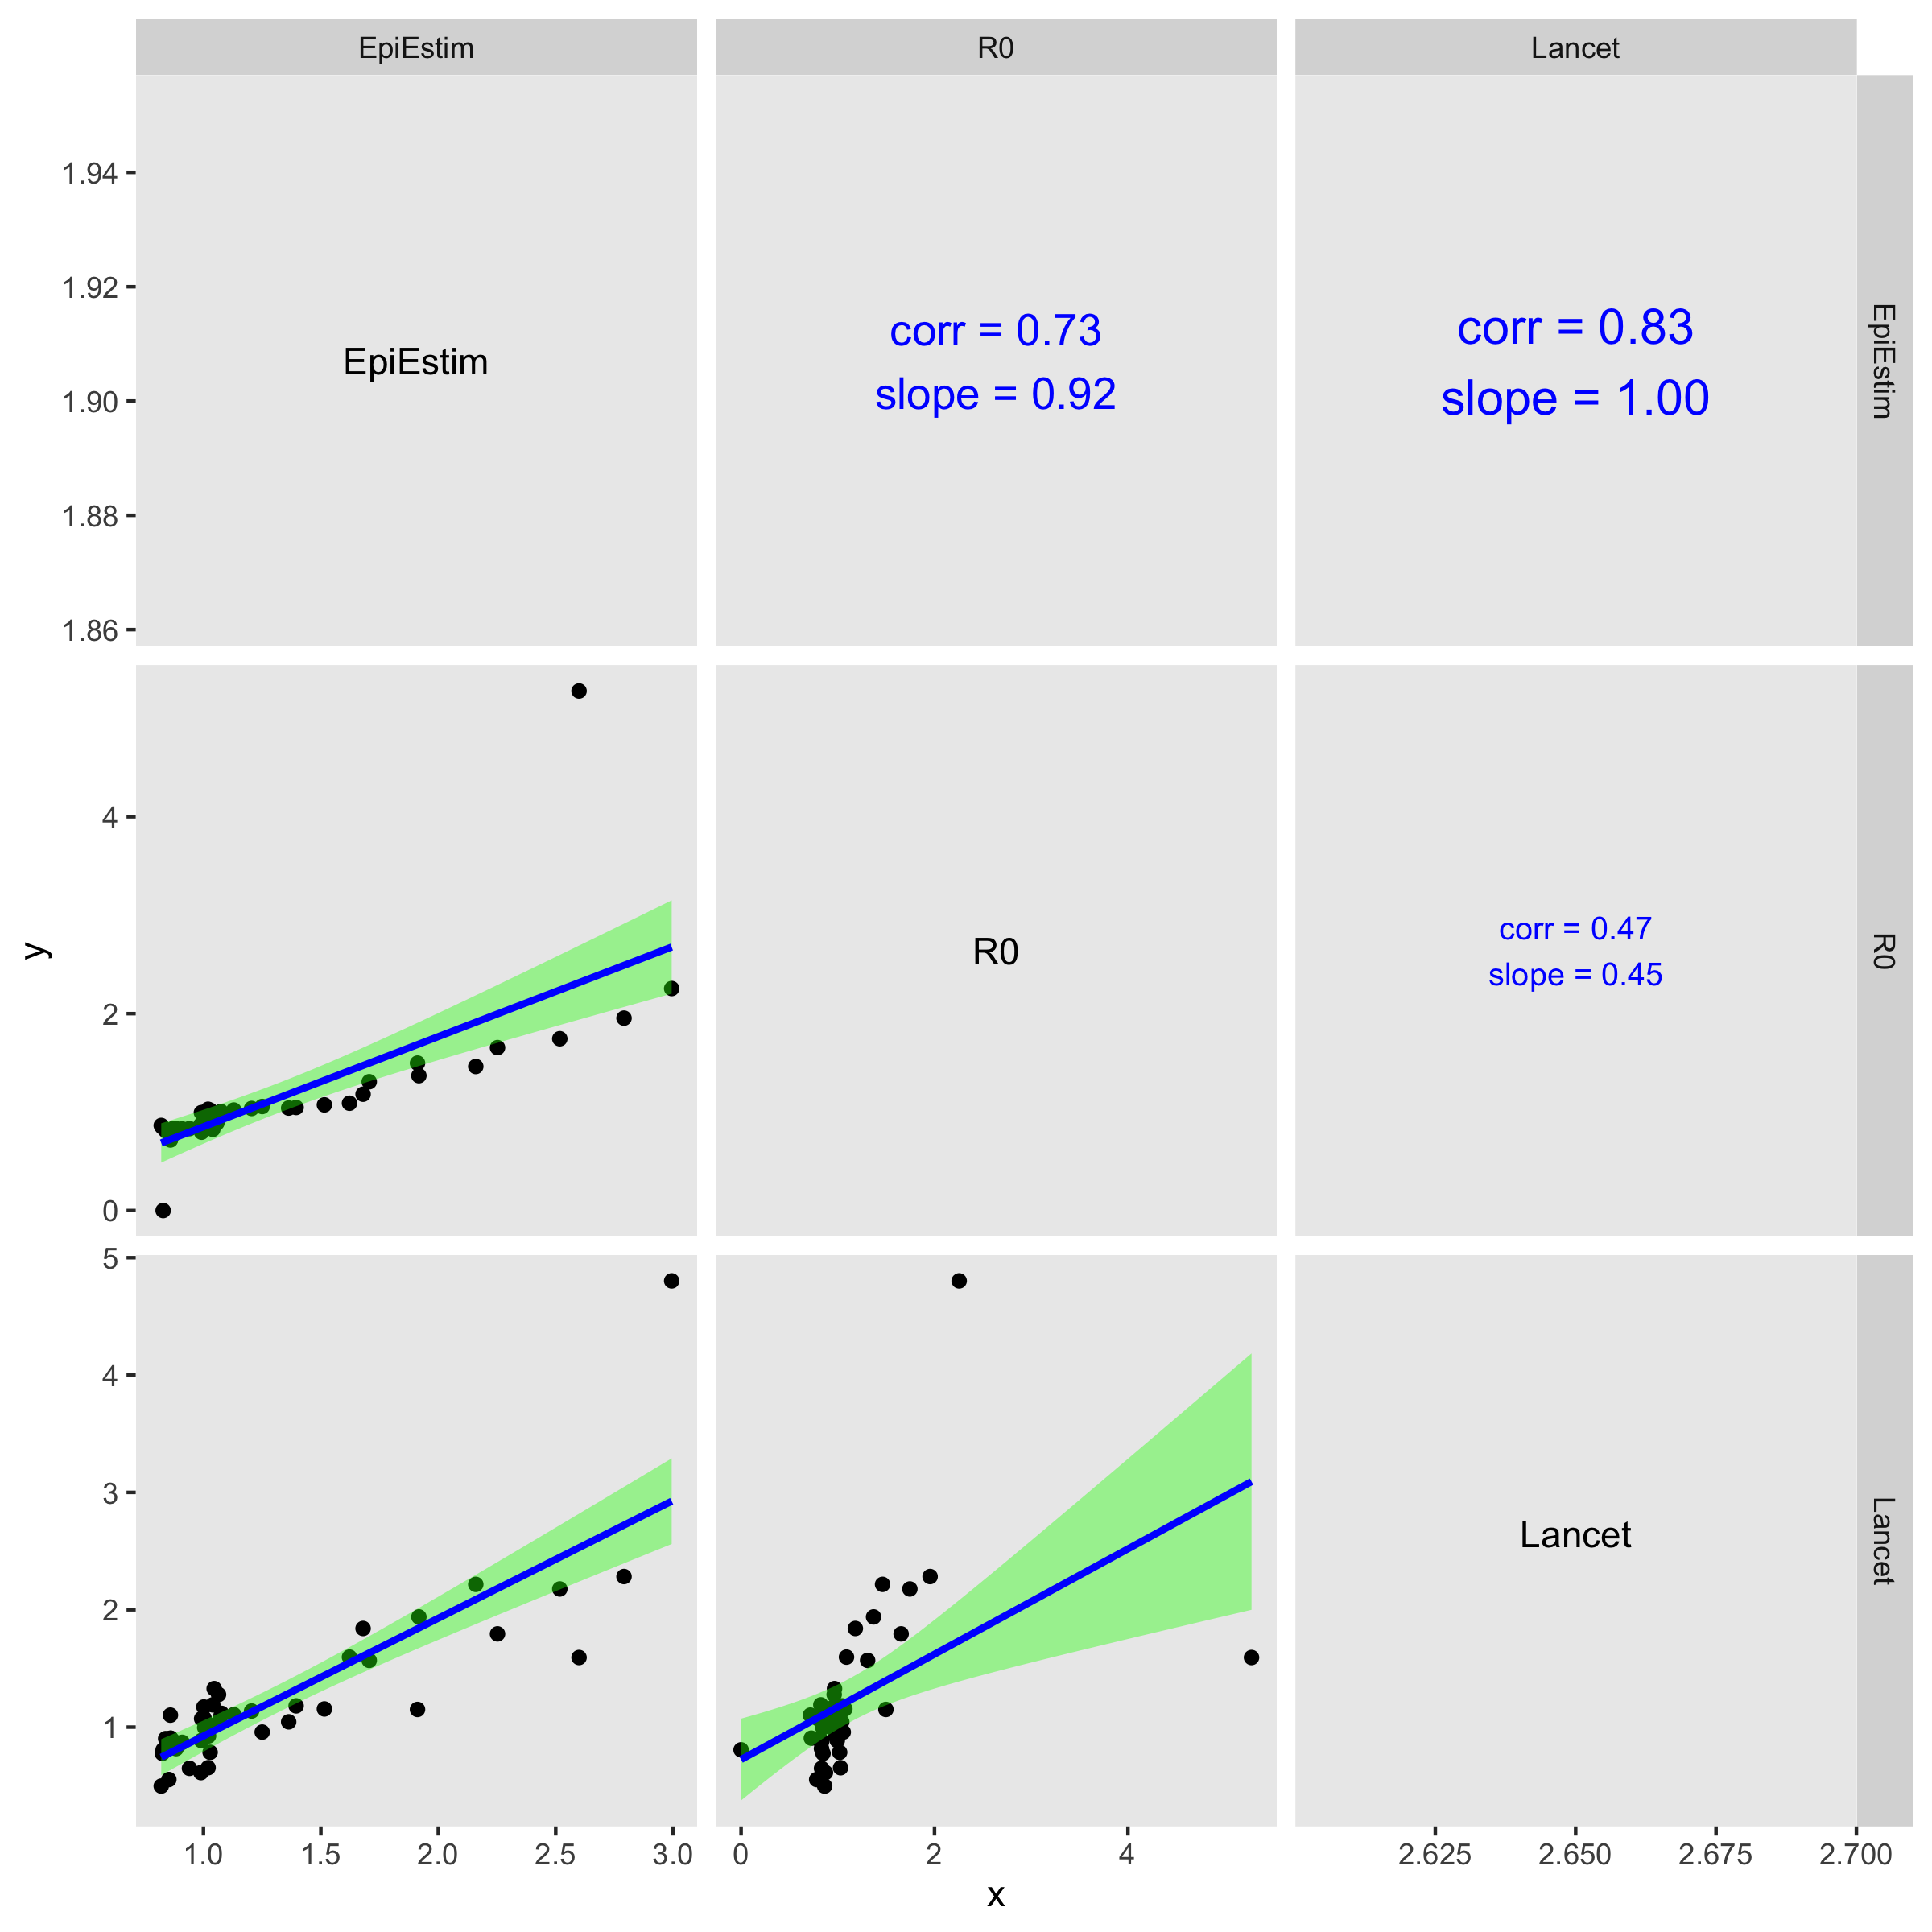 EpiEstim
R0
Lancet
1.94
1.92
1.90
1.88
1.86
EpiEstim
corr = 0.73
slope = 0.92
corr = 0.83
slope = 1.00
EpiEstim
y
4
2
0
R0
corr = 0.47
slope = 0.45
R0
5
4
3
2
1
Lancet
Lancet
1.0 1.5 2.0 2.5 3.0
0 2 4
2.625 2.650 2.675 2.700
x